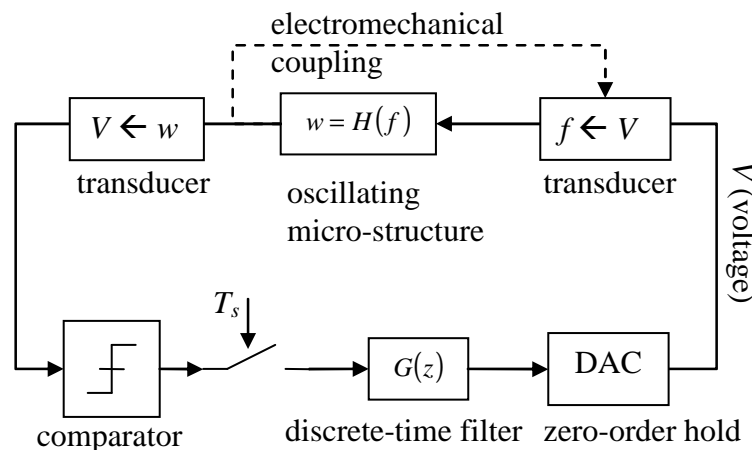 electromechanical
coupling
V ← w
w = H(f)
f ← V
transducer
oscillating
micro-structure
transducer
V (voltage)
T_s
G(z)
DAC
comparator
discrete-time filter
zero-order hold